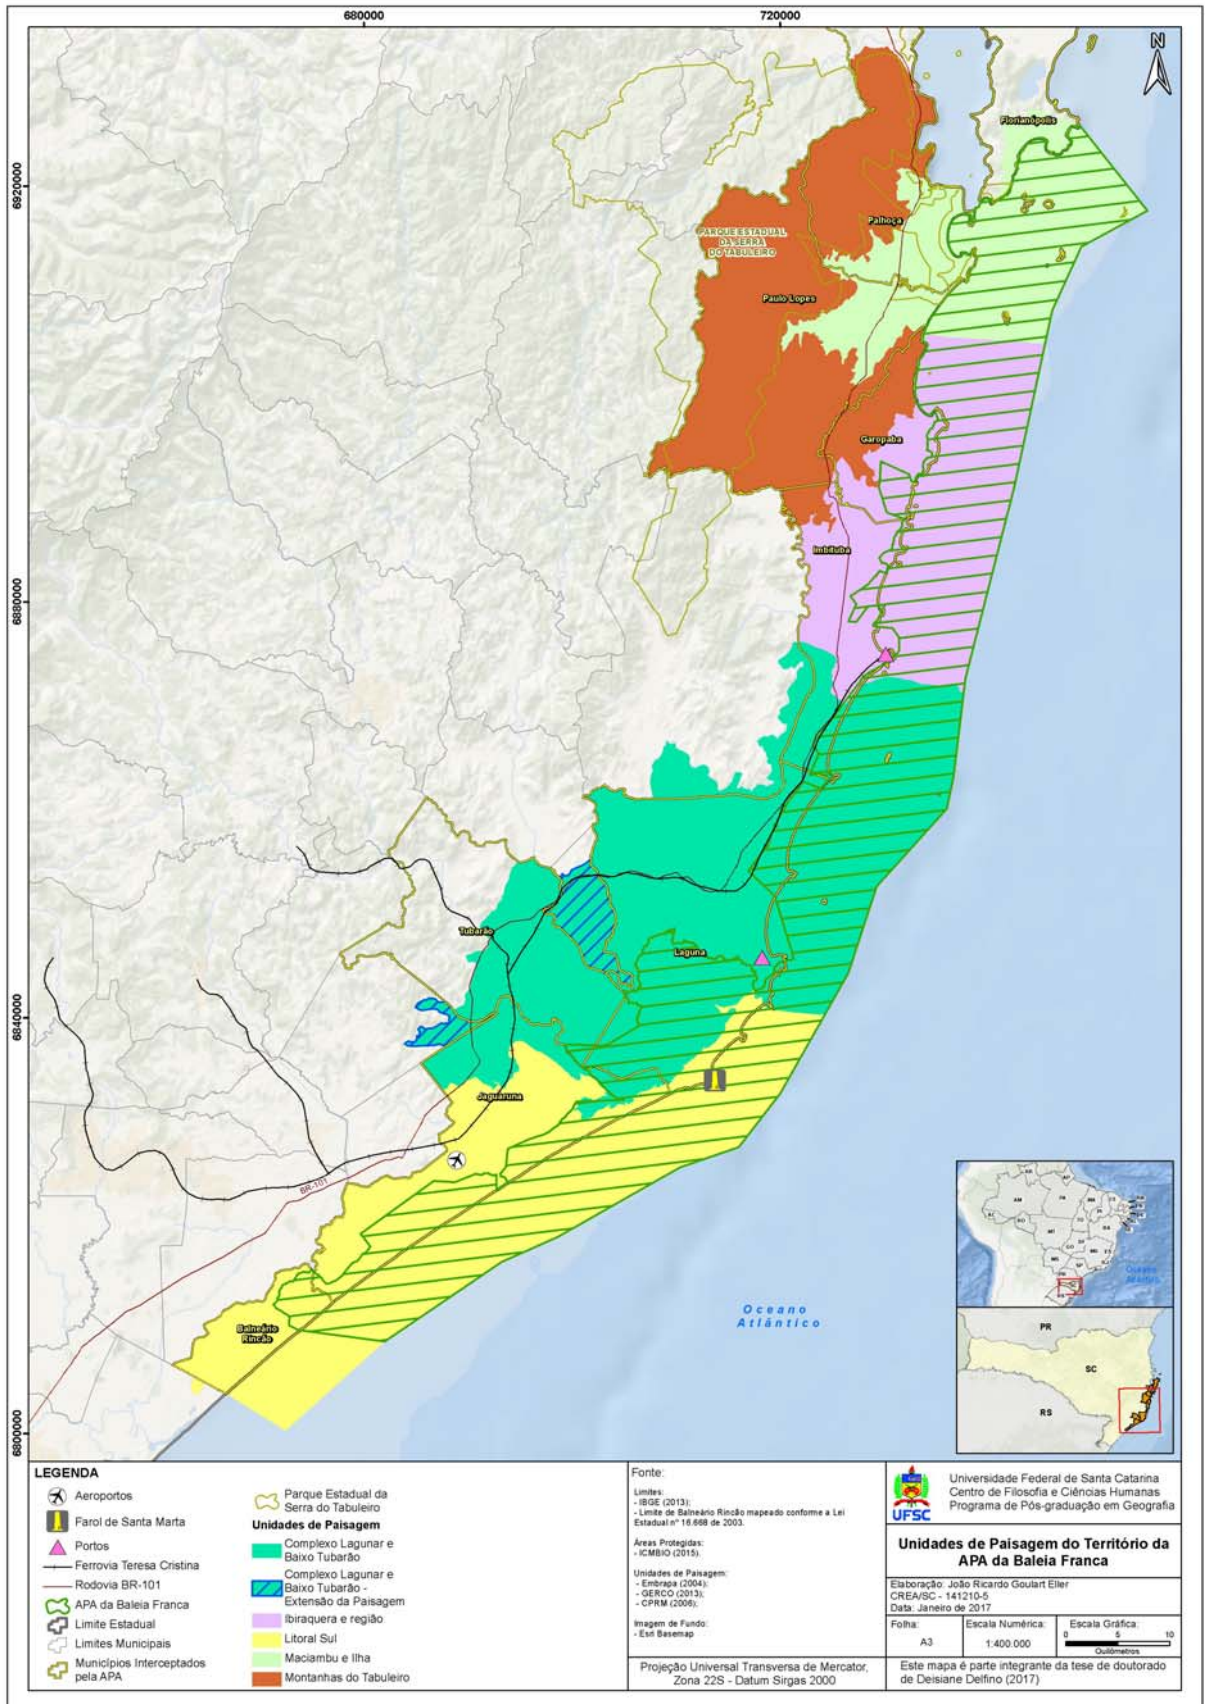 680000
720000
N
6920000
6880000
6840000
6800000
Florianópolis
Palhoça
PARQUE ESTADUAL
DA SERRA
DO TABULEIRO
Paulo Lopes
Garopaba
Imbituba
Tubarão
Laguna
Jaguaruna
BR-101
Balneário
Rincão
Oceano
Atlântico
AM
PA
MT
BA
GO
MG
MS
SP
Oceano
Atlântico
PR
SC
RS
LEGENDA
Aeroportos
Farol de Santa Marta
Portos
Ferrovia Teresa Cristina
Rodovia BR-101
APA da Baleia Franca
Limite Estadual
Limites Municipais
Municípios Interceptados
pela APA
Parque Estadual da
Serra do Tabuleiro
Unidades de Paisagem
Complexo Lagunar e
Baixo Tubarão
Complexo Lagunar e
Baixo Tubarão -
Extensão da Paisagem
Ibiraquera e região
Litoral Sul
Maciambu e Ilha
Montanhas do Tabuleiro
Fonte:
Limites:
- IBGE (2013);
- Limite de Balneário Rincão mapeado conforme a Lei
Estadual nº 16.668 de 2003.
Áreas Protegidas:
- ICMBIO (2015).
Unidades de Paisagem:
- Embrapa (2004);
- GERCO (2013);
- CPRM (2006);
Imagem de Fundo:
- Esri Basemap
Projeção Universal Transversa de Mercator,
Zona 22S - Datum Sirgas 2000
UFSC
Universidade Federal de Santa Catarina
Centro de Filosofia e Ciências Humanas
Programa de Pós-graduação em Geografia
Unidades de Paisagem do Território da
APA da Baleia Franca
Elaboração: João Ricardo Goulart Eller
CREA/SC - 141210-5
Data: Janeiro de 2017
Folha:
A3
Escala Numérica:
1:400.000
Escala Gráfica:
0 5 10
Quilômetros
Este mapa é parte integrante da tese de doutorado
de Deisiane Delfino (2017)